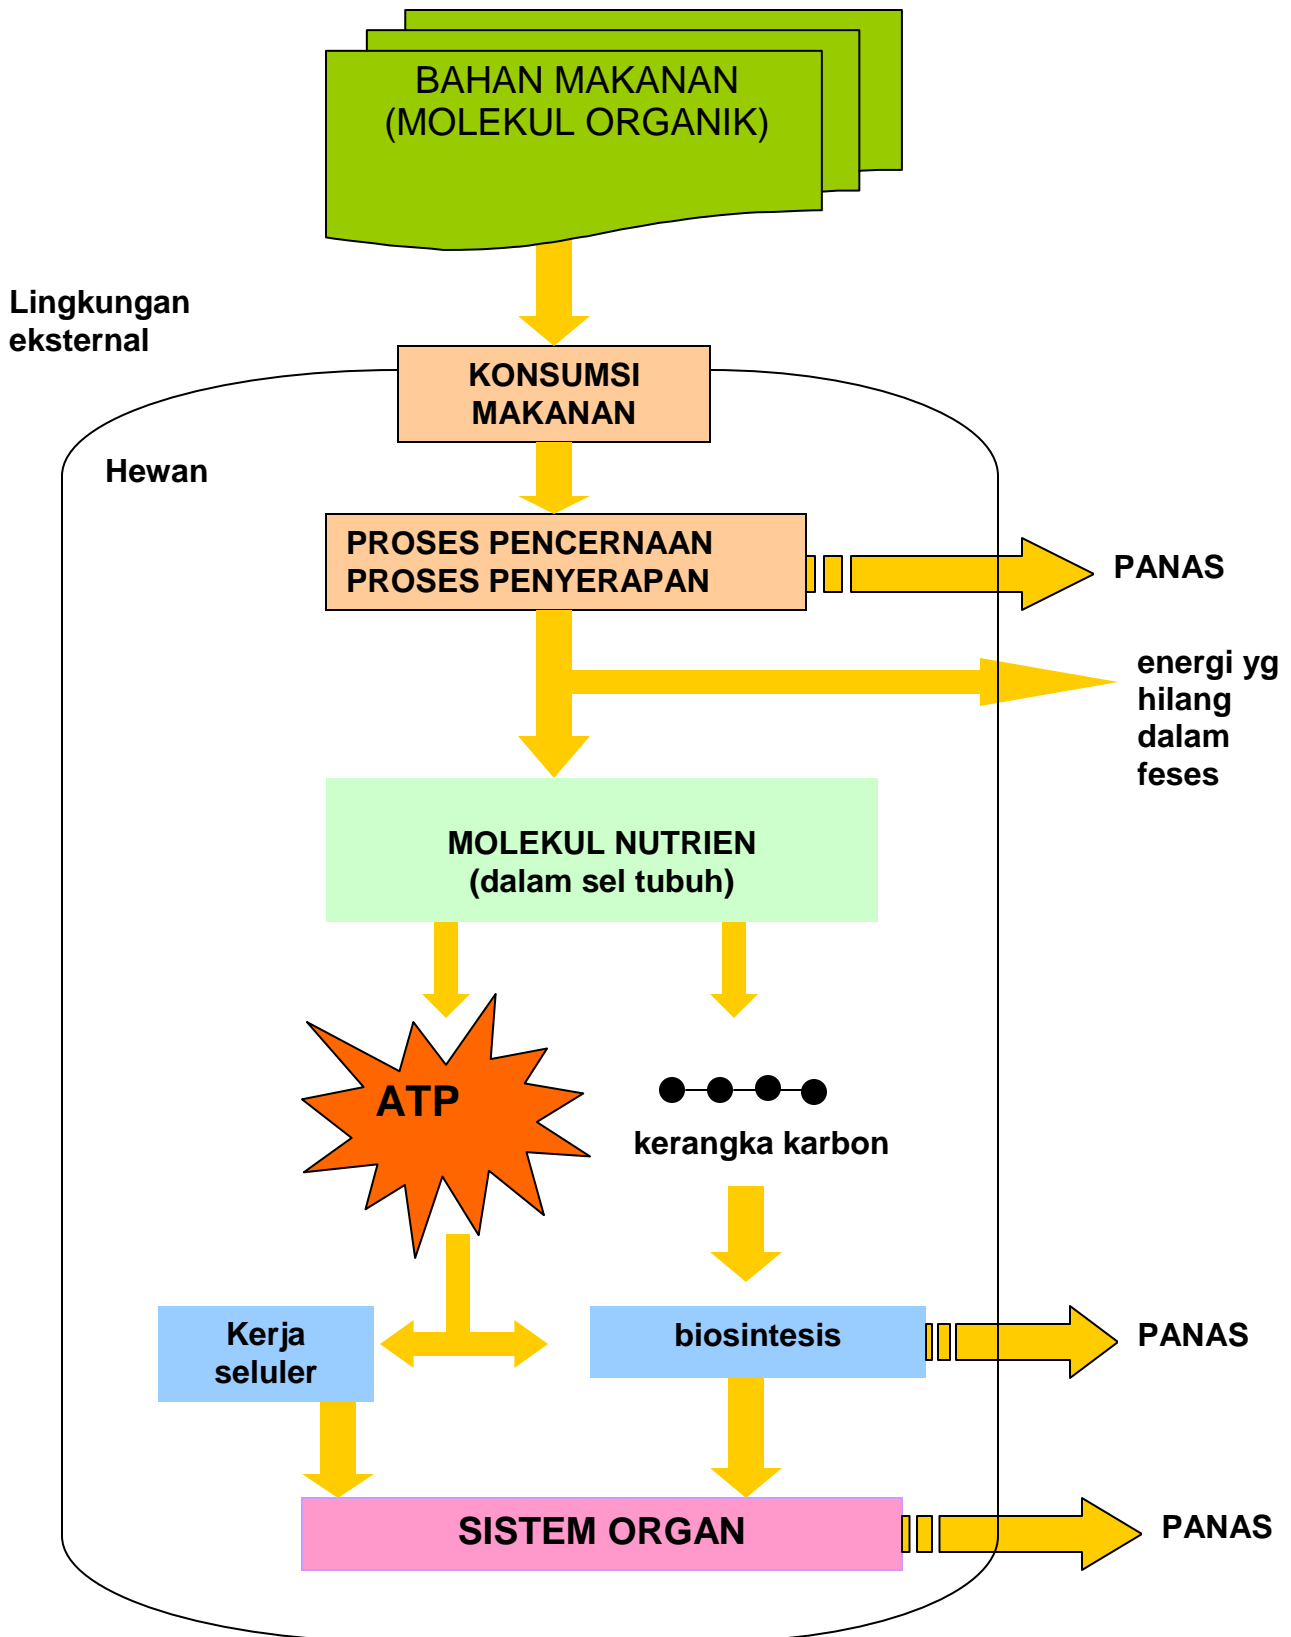 BAHAN MAKANAN
(MOLEKUL ORGANIK)
Lingkungan
eksternal
KONSUMSI
MAKANAN
Hewan
PROSES PENCERNAAN
PROSES PENYERAPAN
PANAS
energi yg
hilang
dalam
feses
MOLEKUL NUTRIEN
(dalam sel tubuh)
ATP
kerangka karbon
Kerja
seluler
biosintesis
PANAS
SISTEM ORGAN
PANAS